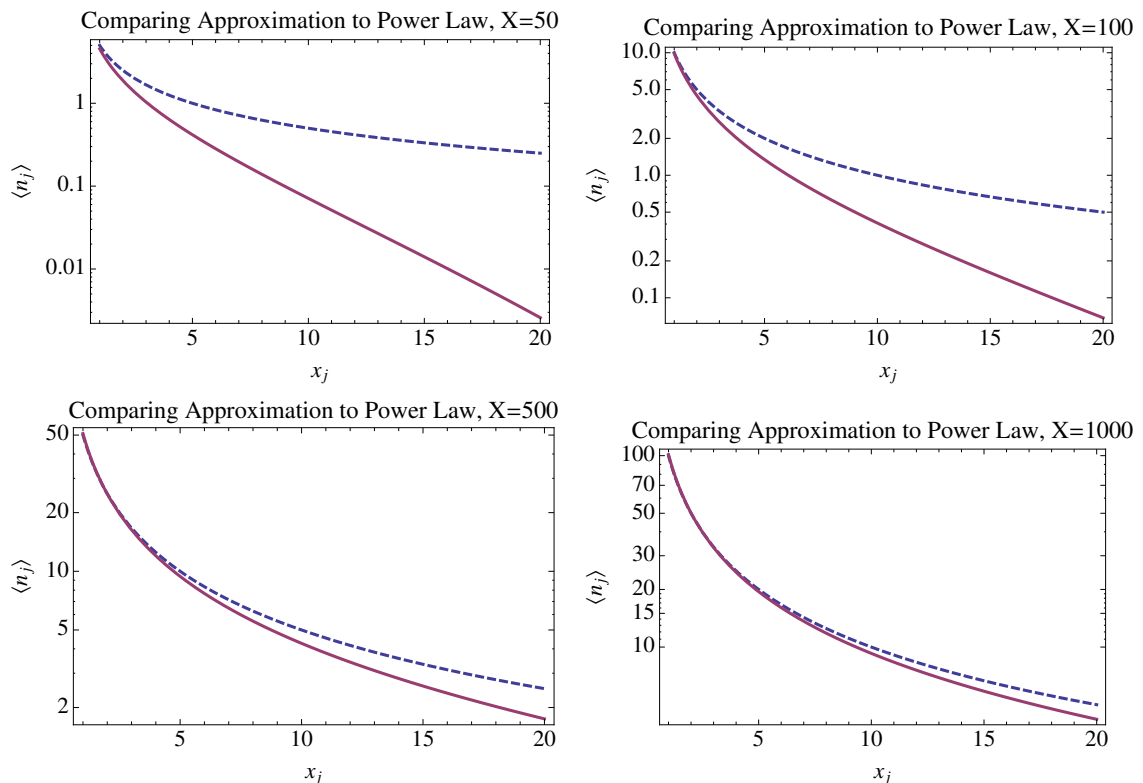 Comparing Approximation to Power Law, X=50
1
0.1
0.01
⟨n_j⟩
5 10 15 20
x_j
Comparing Approximation to Power Law, X=100
10.0
5.0
2.0
1.0
0.5
0.2
0.1
⟨n_j⟩
5 10 15 20
x_j
Comparing Approximation to Power Law, X=500
50
20
10
5
2
⟨n_j⟩
5 10 15 20
x_j
Comparing Approximation to Power Law, X=1000
100
70
50
30
20
15
10
⟨n_j⟩
5 10 15 20
x_j